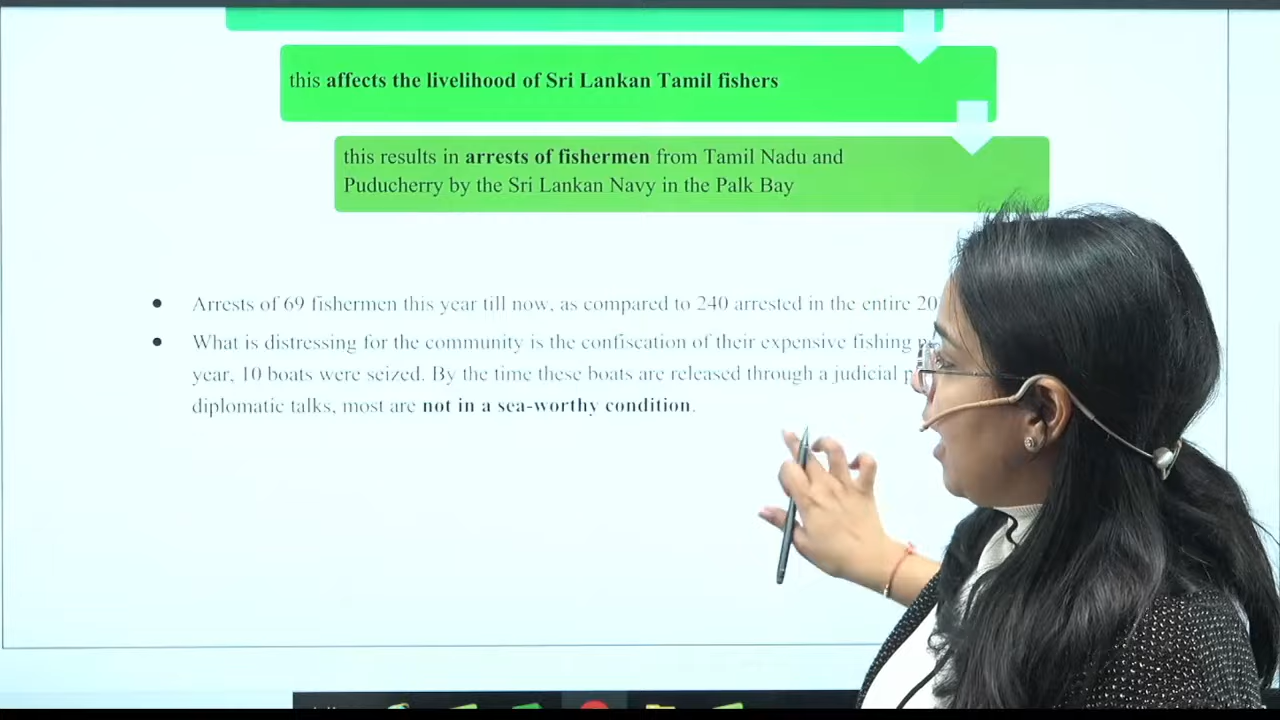 this affects the livelihood of Sri Lankan Tamil fishers
this results in arrests of fishermen from Tamil Nadu and
Puducherry by the Sri Lankan Navy in the Palk Bay
Arrests of 69 fishermen this year till now, as compared to 240 arrested in the entire
What is distressing for the community is the confiscation of their expensive fishing
year, 10 boats were seized. By the time these boats are released through a judicial
diplomatic talks, most are not in a sea-worthy condition.